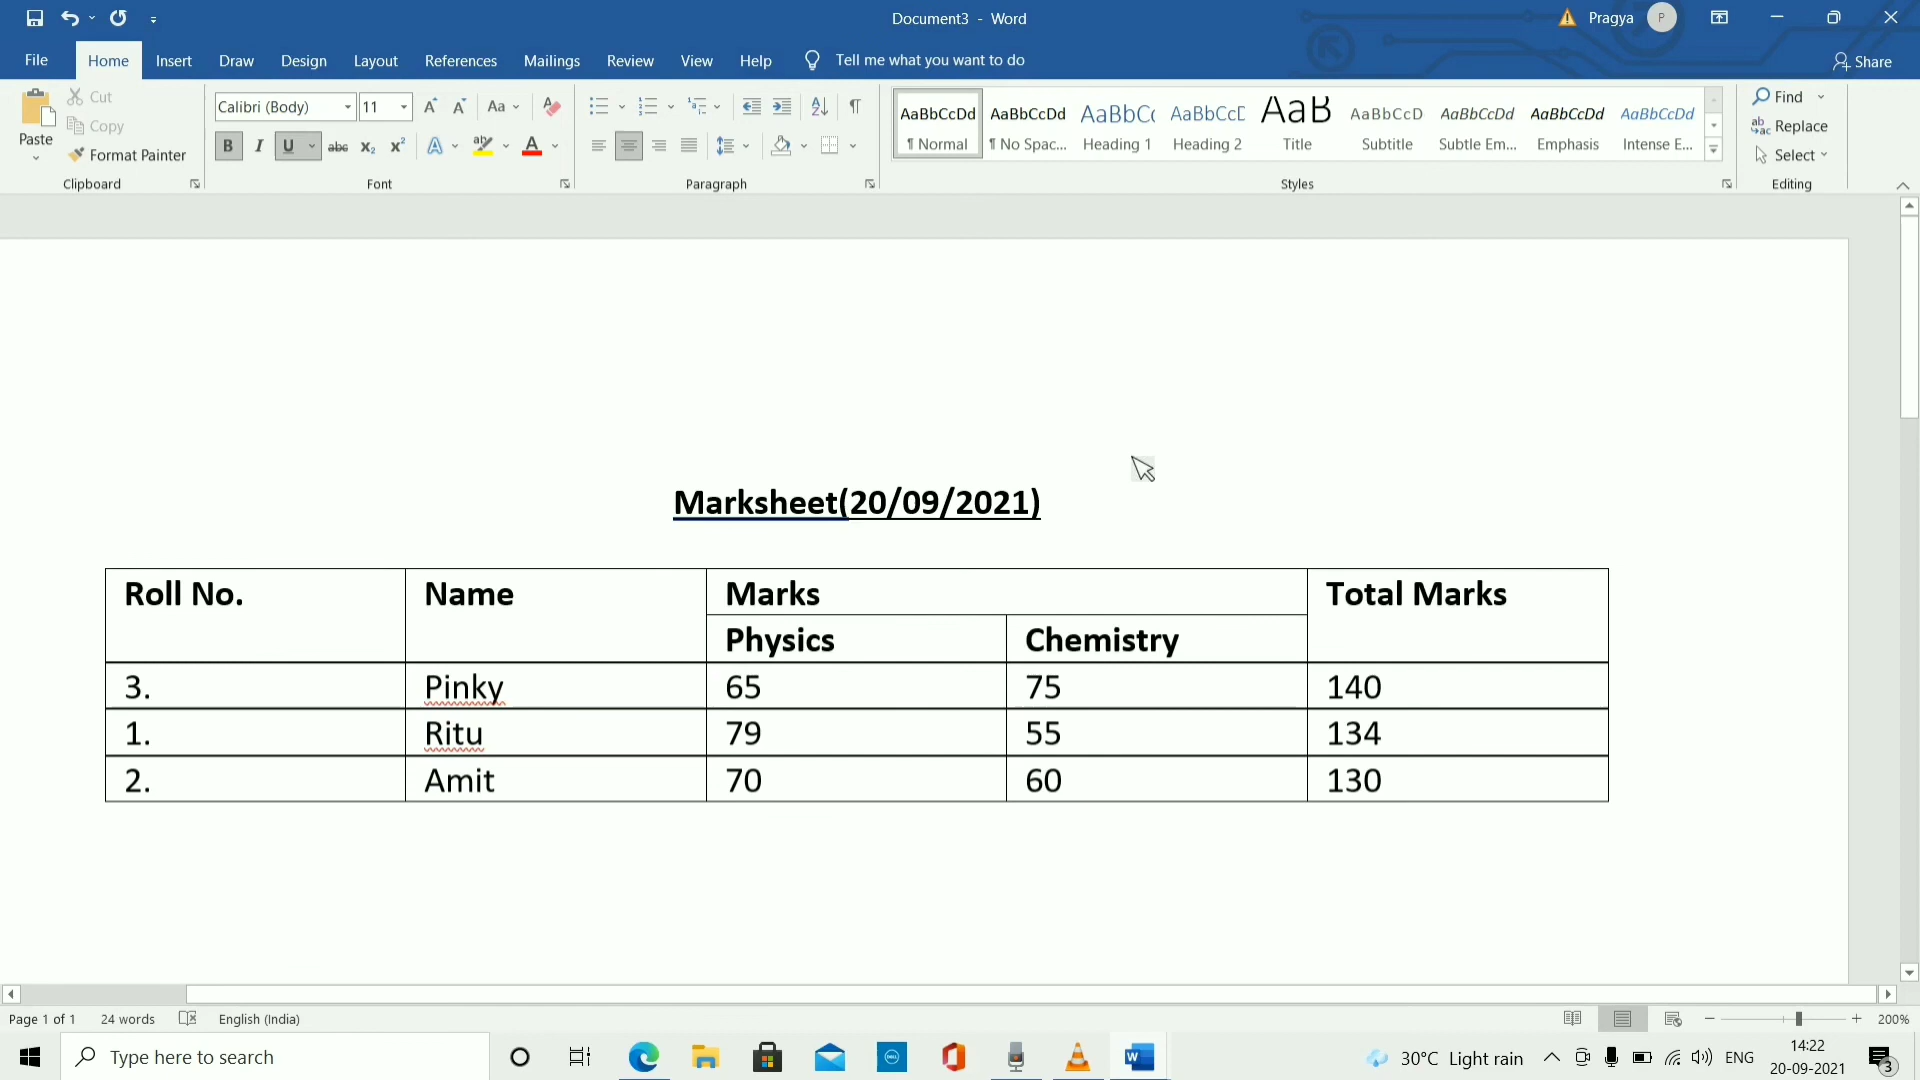 Document3 - Word
Pragya
P
File Home Insert Draw Design Layout References Mailings Review View Help Tell me what you want to do
Share
Paste
Cut
Copy
Format Painter
Clipboard
Calibri (Body) 11
Font
Paragraph
AaBbCcDd AaBbCcDd AaBbCc AaBbCcD AaB AaBbCcD AaBbCcDd AaBbCcDd AaBbCcDd
¶ Normal ¶ No Spac... Heading 1 Heading 2 Title Subtitle Subtle Em... Emphasis Intense E...
Styles
Find
Replace
Select
Editing
Marksheet(20/09/2021)
Roll No. Name Marks Total Marks
Physics Chemistry
3. Pinky 65 75 140
1. Ritu 79 55 134
2. Amit 70 60 130
Page 1 of 1 24 words English (India)
200%
Type here to search
30°C Light rain
ENG
14:22
20-09-2021
3